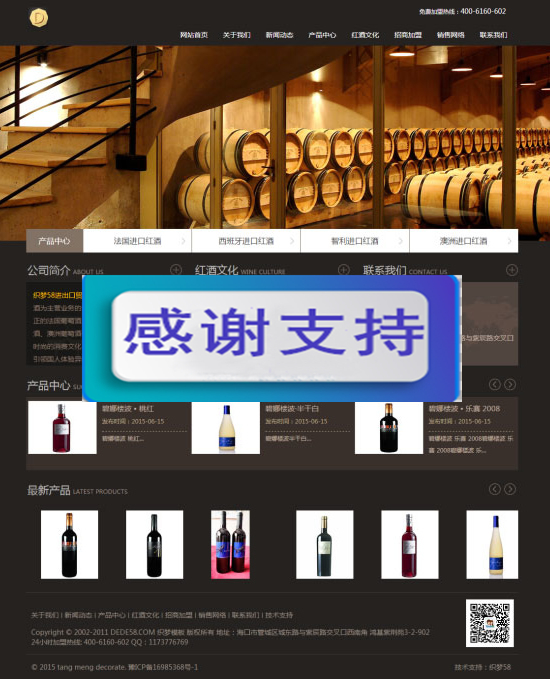 免费加盟热线：400-6160-602
网站首页 关于我们 新闻动态 产品中心 红酒文化 招商加盟 销售网络 联系我们
产品中心 法国进口红酒 西班牙进口红酒 智利进口红酒 澳洲进口红酒
公司简介 ABOUT US 红酒文化 WINE CULTURE 联系我们 CONTACT US
织梦58进出口贸
酒为主营业务的
正的法国葡萄酒
酒、澳洲葡萄酒
时尚的消费文化
引领国人体验异
路与紫辰路交叉口
感谢支持
产品中心
碧娜楼波 • 桃红
发布时间：2015-06-15
碧娜楼波 桃红...
碧娜楼波·半干白
发布时间：2015-06-15
碧娜楼波半干白...
碧娜楼波 • 乐喜 2008
发布时间：2015-06-15
碧娜楼波 乐喜 2008碧娜楼波 乐
喜 2008碧娜楼波 乐...
最新产品 LATEST PRODUCTS
关于我们 | 新闻动态 | 产品中心 | 红酒文化 | 招商加盟 | 销售网络 | 联系我们 | 技术支持
Copyright © 2002-2011 DEDE58.COM 织梦模板 版权所有 地址：海口市管城区城东路与紫辰路交叉口西南角 鸿基紫荆苑3-2-902
24小时加盟热线: 400-6160-602 QQ：1173776769
© 2015 tang meng decorate. 豫ICP备16985368号-1
技术支持：织梦58